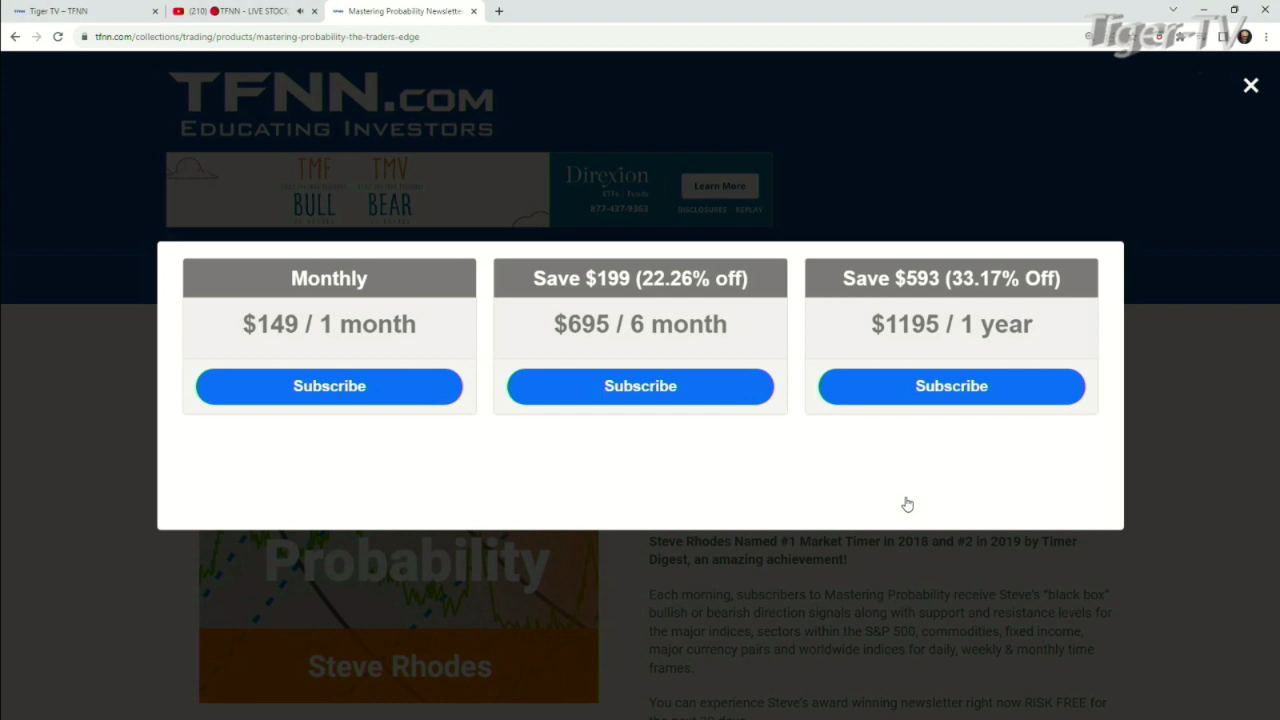 Tiger TV – TFNN
(210) TFNN - LIVE STOCK
Mastering Probability Newslette
Tiger-TV
tfnn.com/collections/trading/products/mastering-probability-the-traders-edge
TFNN.com
Educating Investors
TMF TMV
BULL BEAR
Direxion
ETFs Funds
877-437-9363
Learn More
DISCLOSURES REPLAY
Monthly
$149 / 1 month
Subscribe
Save $199 (22.26% off)
$695 / 6 month
Subscribe
Save $593 (33.17% Off)
$1195 / 1 year
Subscribe
Probability
Steve Rhodes
Steve Rhodes Named #1 Market Timer in 2018 and #2 in 2019 by Timer
Digest, an amazing achievement!
Each morning, subscribers to Mastering Probability receive Steve's “black box”
bullish or bearish direction signals along with support and resistance levels for
the major indices, sectors within the S&P 500, commodities, fixed income,
major currency pairs and worldwide indices for daily, weekly & monthly time
frames.
You can experience Steve's award winning newsletter right now RISK FREE for